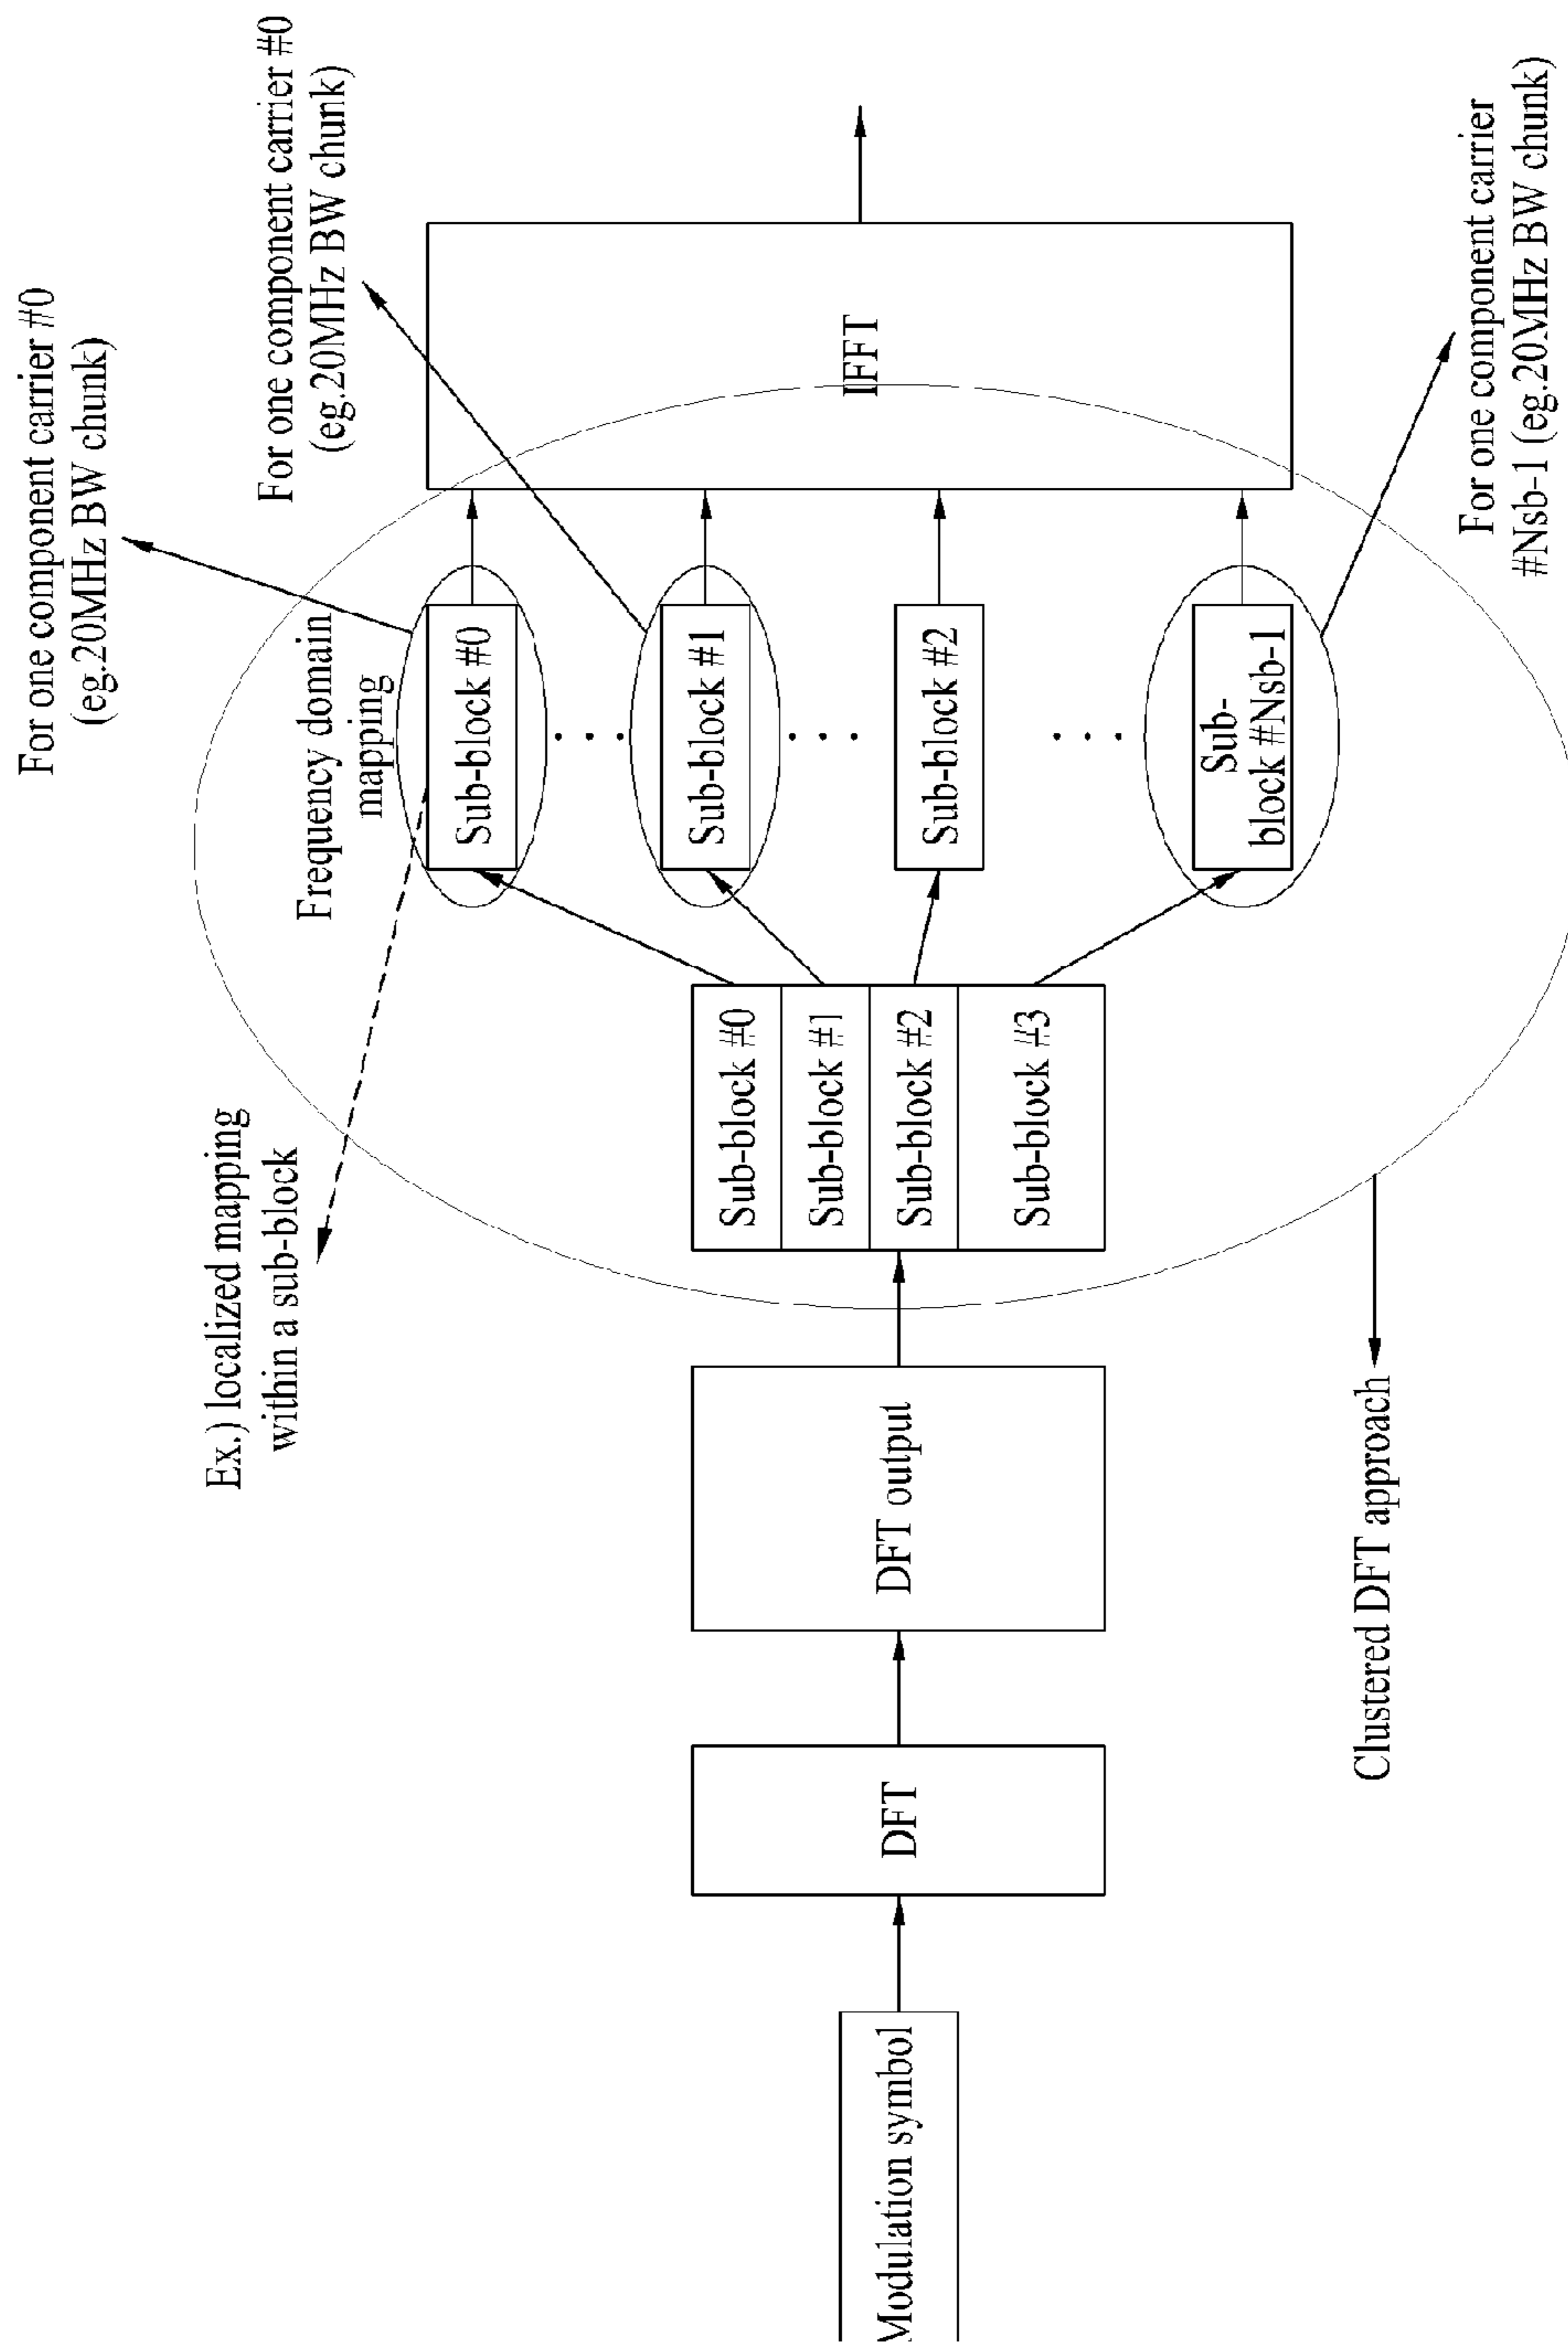 For one component carrier #0
(eg.20MHz BW chunk)
For one component carrier #0
(eg.20MHz BW chunk)
Ex.) localized mapping
within a sub-block
Frequency domain
mapping
Modulation symbol
DFT
DFT output
Sub-block #0
Sub-block #1
Sub-block #2
Sub-block #3
Sub-block #0
Sub-block #1
Sub-block #2
Sub-
block #Nsb-1
IFFT
Clustered DFT approach
For one component carrier
#Nsb-1 (eg.20MHz BW chunk)